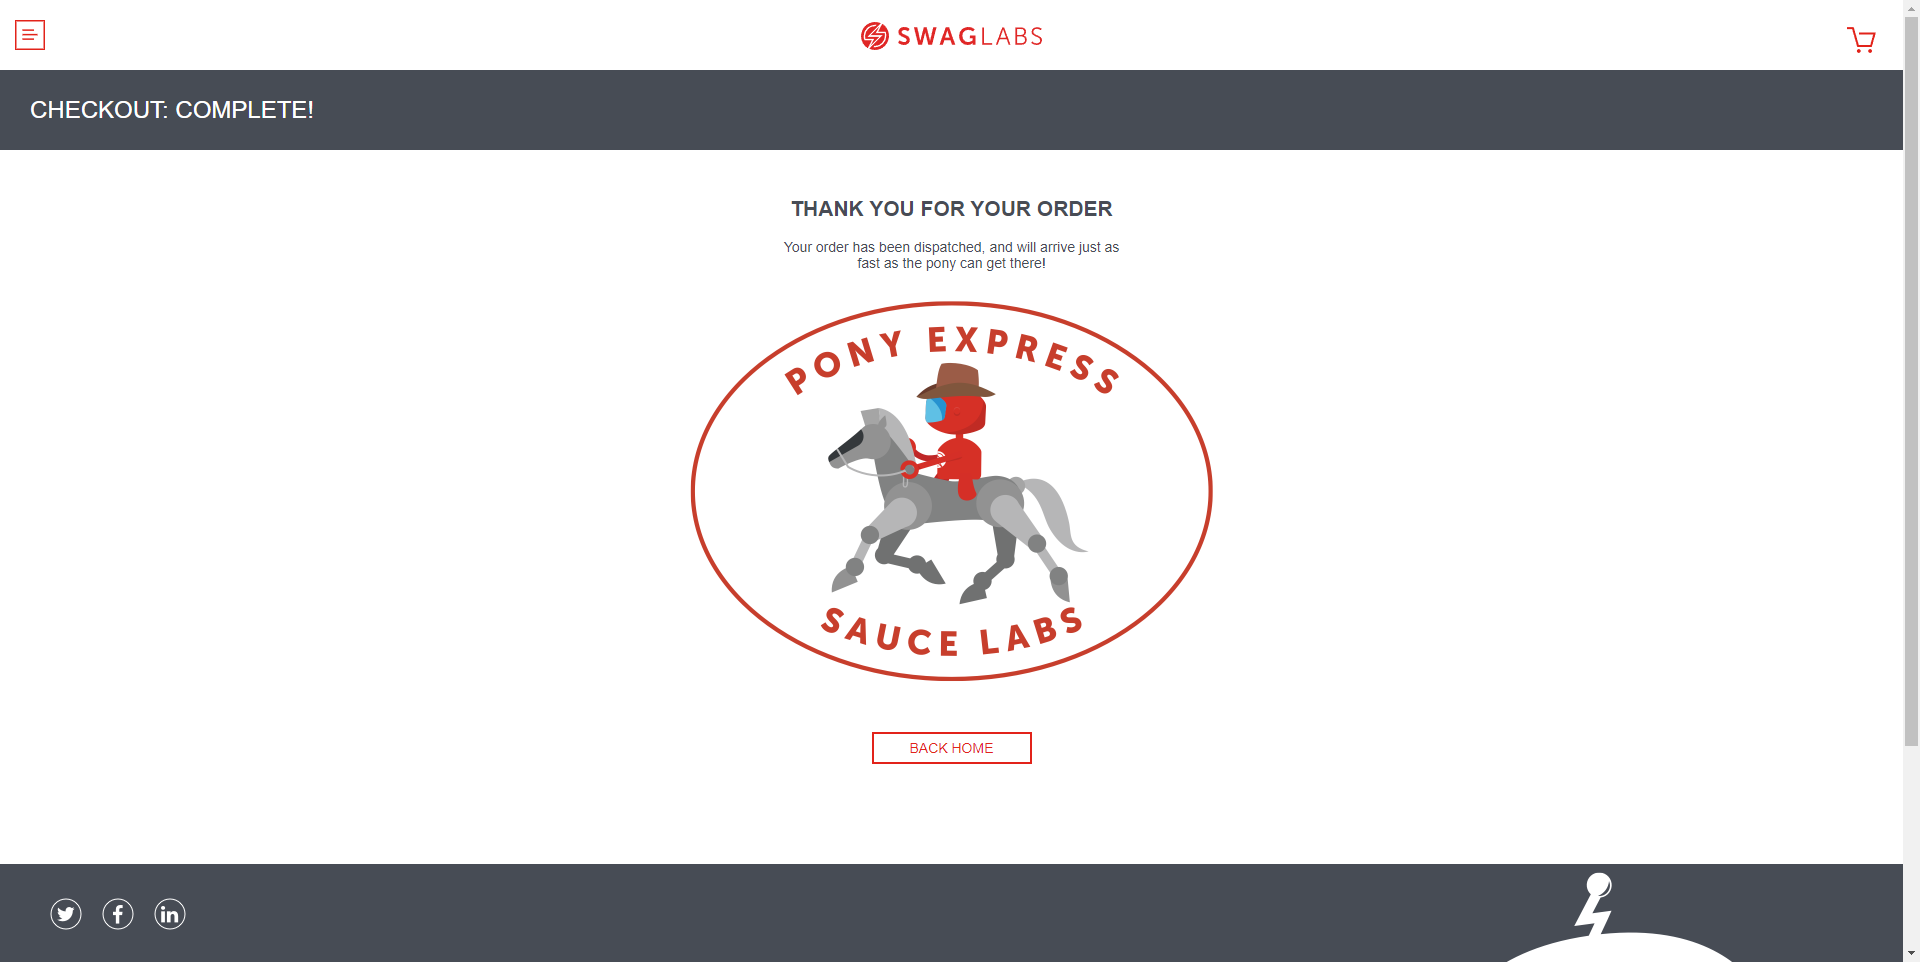 SWAGLABS
CHECKOUT: COMPLETE!
THANK YOU FOR YOUR ORDER
Your order has been dispatched, and will arrive just as
fast as the pony can get there!
PONY EXPRESS
SAUCE LABS
BACK HOME